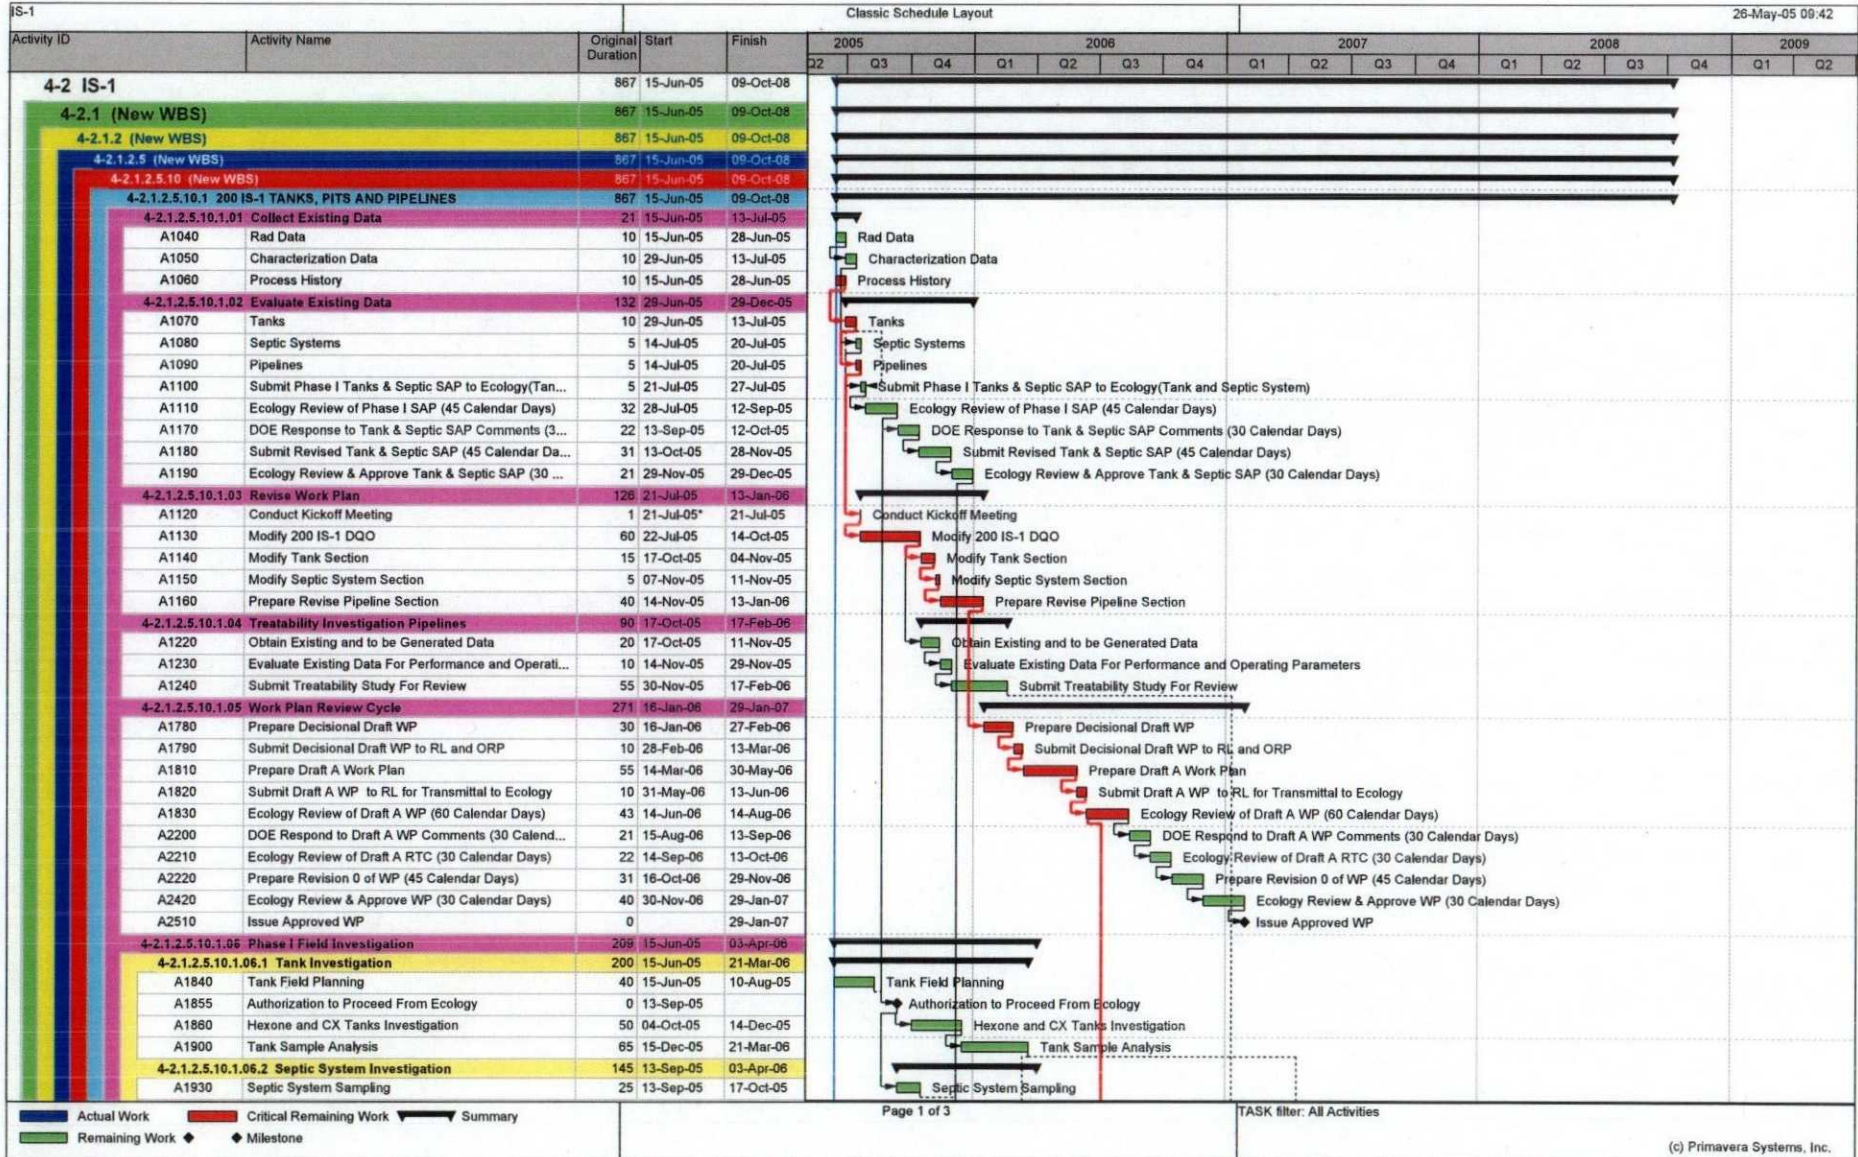 IS-1 Classic Schedule Layout 26-May-05 09:42
Activity ID Activity Name Original Duration Start Finish 2005 2006 2007 2008 2009
Q2 Q3 Q4 Q1 Q2 Q3 Q4 Q1 Q2 Q3 Q4 Q1 Q2 Q3 Q4 Q1 Q2
4-2 IS-1 867 15-Jun-05 09-Oct-08
4-2.1 (New WBS) 867 15-Jun-05 09-Oct-08
4-2.1.2 (New WBS) 867 15-Jun-05 09-Oct-08
4-2.1.2.5 (New WBS) 867 15-Jun-05 09-Oct-08
4-2.1.2.5.10 (New WBS) 867 15-Jun-05 09-Oct-08
4-2.1.2.5.10.1 200 IS-1 TANKS, PITS AND PIPELINES 867 15-Jun-05 09-Oct-08
4-2.1.2.5.10.1.01 Collect Existing Data 21 15-Jun-05 13-Jul-05
A1040 Rad Data 10 15-Jun-05 28-Jun-05 Rad Data
A1050 Characterization Data 10 29-Jun-05 13-Jul-05 Characterization Data
A1060 Process History 10 15-Jun-05 28-Jun-05 Process History
4-2.1.2.5.10.1.02 Evaluate Existing Data 132 29-Jun-05 29-Dec-05
A1070 Tanks 10 29-Jun-05 13-Jul-05 Tanks
A1080 Septic Systems 5 14-Jul-05 20-Jul-05 Septic Systems
A1090 Pipelines 5 14-Jul-05 20-Jul-05 Pipelines
A1100 Submit Phase I Tanks & Septic SAP to Ecology(Tan... 5 21-Jul-05 27-Jul-05 Submit Phase I Tanks & Septic SAP to Ecology(Tank and Septic System)
A1110 Ecology Review of Phase I SAP (45 Calendar Days) 32 28-Jul-05 12-Sep-05 Ecology Review of Phase I SAP (45 Calendar Days)
A1170 DOE Response to Tank & Septic SAP Comments (3... 22 13-Sep-05 12-Oct-05 DOE Response to Tank & Septic SAP Comments (30 Calendar Days)
A1180 Submit Revised Tank & Septic SAP (45 Calendar Da... 31 13-Oct-05 28-Nov-05 Submit Revised Tank & Septic SAP (45 Calendar Days)
A1190 Ecology Review & Approve Tank & Septic SAP (30 ... 21 29-Nov-05 29-Dec-05 Ecology Review & Approve Tank & Septic SAP (30 Calendar Days)
4-2.1.2.5.10.1.03 Revise Work Plan 126 21-Jul-05 13-Jan-06
A1120 Conduct Kickoff Meeting 1 21-Jul-05* 21-Jul-05 Conduct Kickoff Meeting
A1130 Modify 200 IS-1 DQO 60 22-Jul-05 14-Oct-05 Modify 200 IS-1 DQO
A1140 Modify Tank Section 15 17-Oct-05 04-Nov-05 Modify Tank Section
A1150 Modify Septic System Section 5 07-Nov-05 11-Nov-05 Modify Septic System Section
A1160 Prepare Revise Pipeline Section 40 14-Nov-05 13-Jan-06 Prepare Revise Pipeline Section
4-2.1.2.5.10.1.04 Treatability Investigation Pipelines 90 17-Oct-05 17-Feb-06
A1220 Obtain Existing and to be Generated Data 20 17-Oct-05 11-Nov-05 Obtain Existing and to be Generated Data
A1230 Evaluate Existing Data For Performance and Operati... 10 14-Nov-05 29-Nov-05 Evaluate Existing Data For Performance and Operating Parameters
A1240 Submit Treatability Study For Review 55 30-Nov-05 17-Feb-06 Submit Treatability Study For Review
4-2.1.2.5.10.1.05 Work Plan Review Cycle 271 16-Jan-06 29-Jan-07
A1780 Prepare Decisional Draft WP 30 16-Jan-06 27-Feb-06 Prepare Decisional Draft WP
A1790 Submit Decisional Draft WP to RL and ORP 10 28-Feb-06 13-Mar-06 Submit Decisional Draft WP to RL and ORP
A1810 Prepare Draft A Work Plan 55 14-Mar-06 30-May-06 Prepare Draft A Work Plan
A1820 Submit Draft A WP to RL for Transmittal to Ecology 10 31-May-06 13-Jun-06 Submit Draft A WP to RL for Transmittal to Ecology
A1830 Ecology Review of Draft A WP (60 Calendar Days) 43 14-Jun-06 14-Aug-06 Ecology Review of Draft A WP (60 Calendar Days)
A2200 DOE Respond to Draft A WP Comments (30 Calend... 21 15-Aug-06 13-Sep-06 DOE Respond to Draft A WP Comments (30 Calendar Days)
A2210 Ecology Review of Draft A RTC (30 Calendar Days) 22 14-Sep-06 13-Oct-06 Ecology Review of Draft A RTC (30 Calendar Days)
A2220 Prepare Revision 0 of WP (45 Calendar Days) 31 16-Oct-06 29-Nov-06 Prepare Revision 0 of WP (45 Calendar Days)
A2420 Ecology Review & Approve WP (30 Calendar Days) 40 30-Nov-06 29-Jan-07 Ecology Review & Approve WP (30 Calendar Days)
A2510 Issue Approved WP 0 29-Jan-07 Issue Approved WP
4-2.1.2.5.10.1.06 Phase I Field Investigation 209 15-Jun-05 03-Apr-06
4-2.1.2.5.10.1.06.1 Tank Investigation 200 15-Jun-05 21-Mar-06
A1840 Tank Field Planning 40 15-Jun-05 10-Aug-05 Tank Field Planning
A1855 Authorization to Proceed From Ecology 0 13-Sep-05 Authorization to Proceed From Ecology
A1860 Hexone and CX Tanks Investigation 50 04-Oct-05 14-Dec-05 Hexone and CX Tanks Investigation
A1900 Tank Sample Analysis 65 15-Dec-05 21-Mar-06 Tank Sample Analysis
4-2.1.2.5.10.1.06.2 Septic System Investigation 145 13-Sep-05 03-Apr-06
A1930 Septic System Sampling 25 13-Sep-05 17-Oct-05 Septic System Sampling
Actual Work Critical Remaining Work Summary Page 1 of 3 TASK filter: All Activities
Remaining Work Milestone
(c) Primavera Systems, Inc.